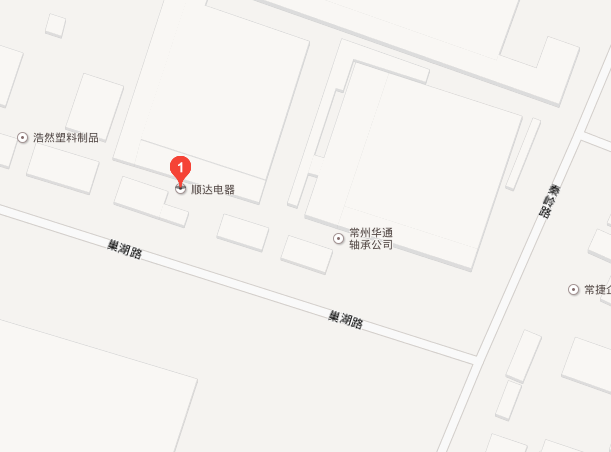 浩然塑料制品
1
顺达电器
秦岭路
常州华通
轴承公司
巢湖路
常捷企
巢湖路